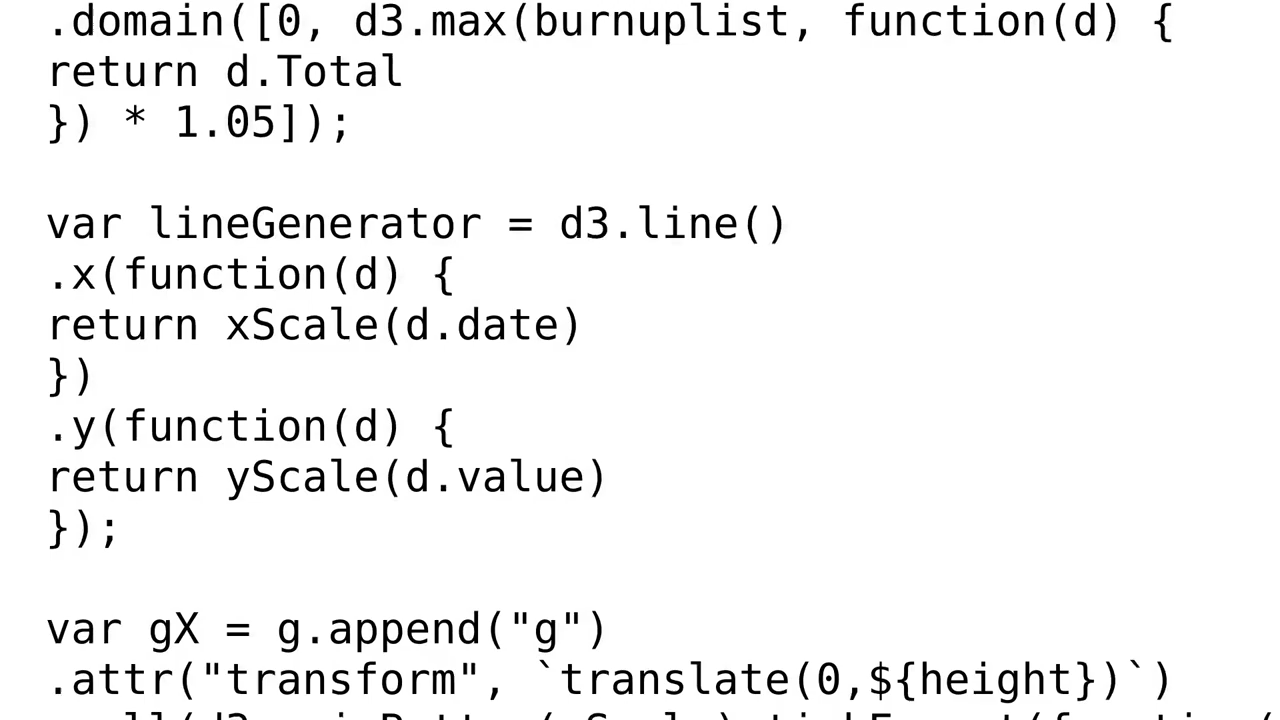 .domain([0, d3.max(burnuplist, function(d) {
return d.Total
}) * 1.05]);

var lineGenerator = d3.line()
.x(function(d) {
return xScale(d.date)
})
.y(function(d) {
return yScale(d.value)
});

var gX = g.append("g")
.attr("transform", `translate(0,${height})`)